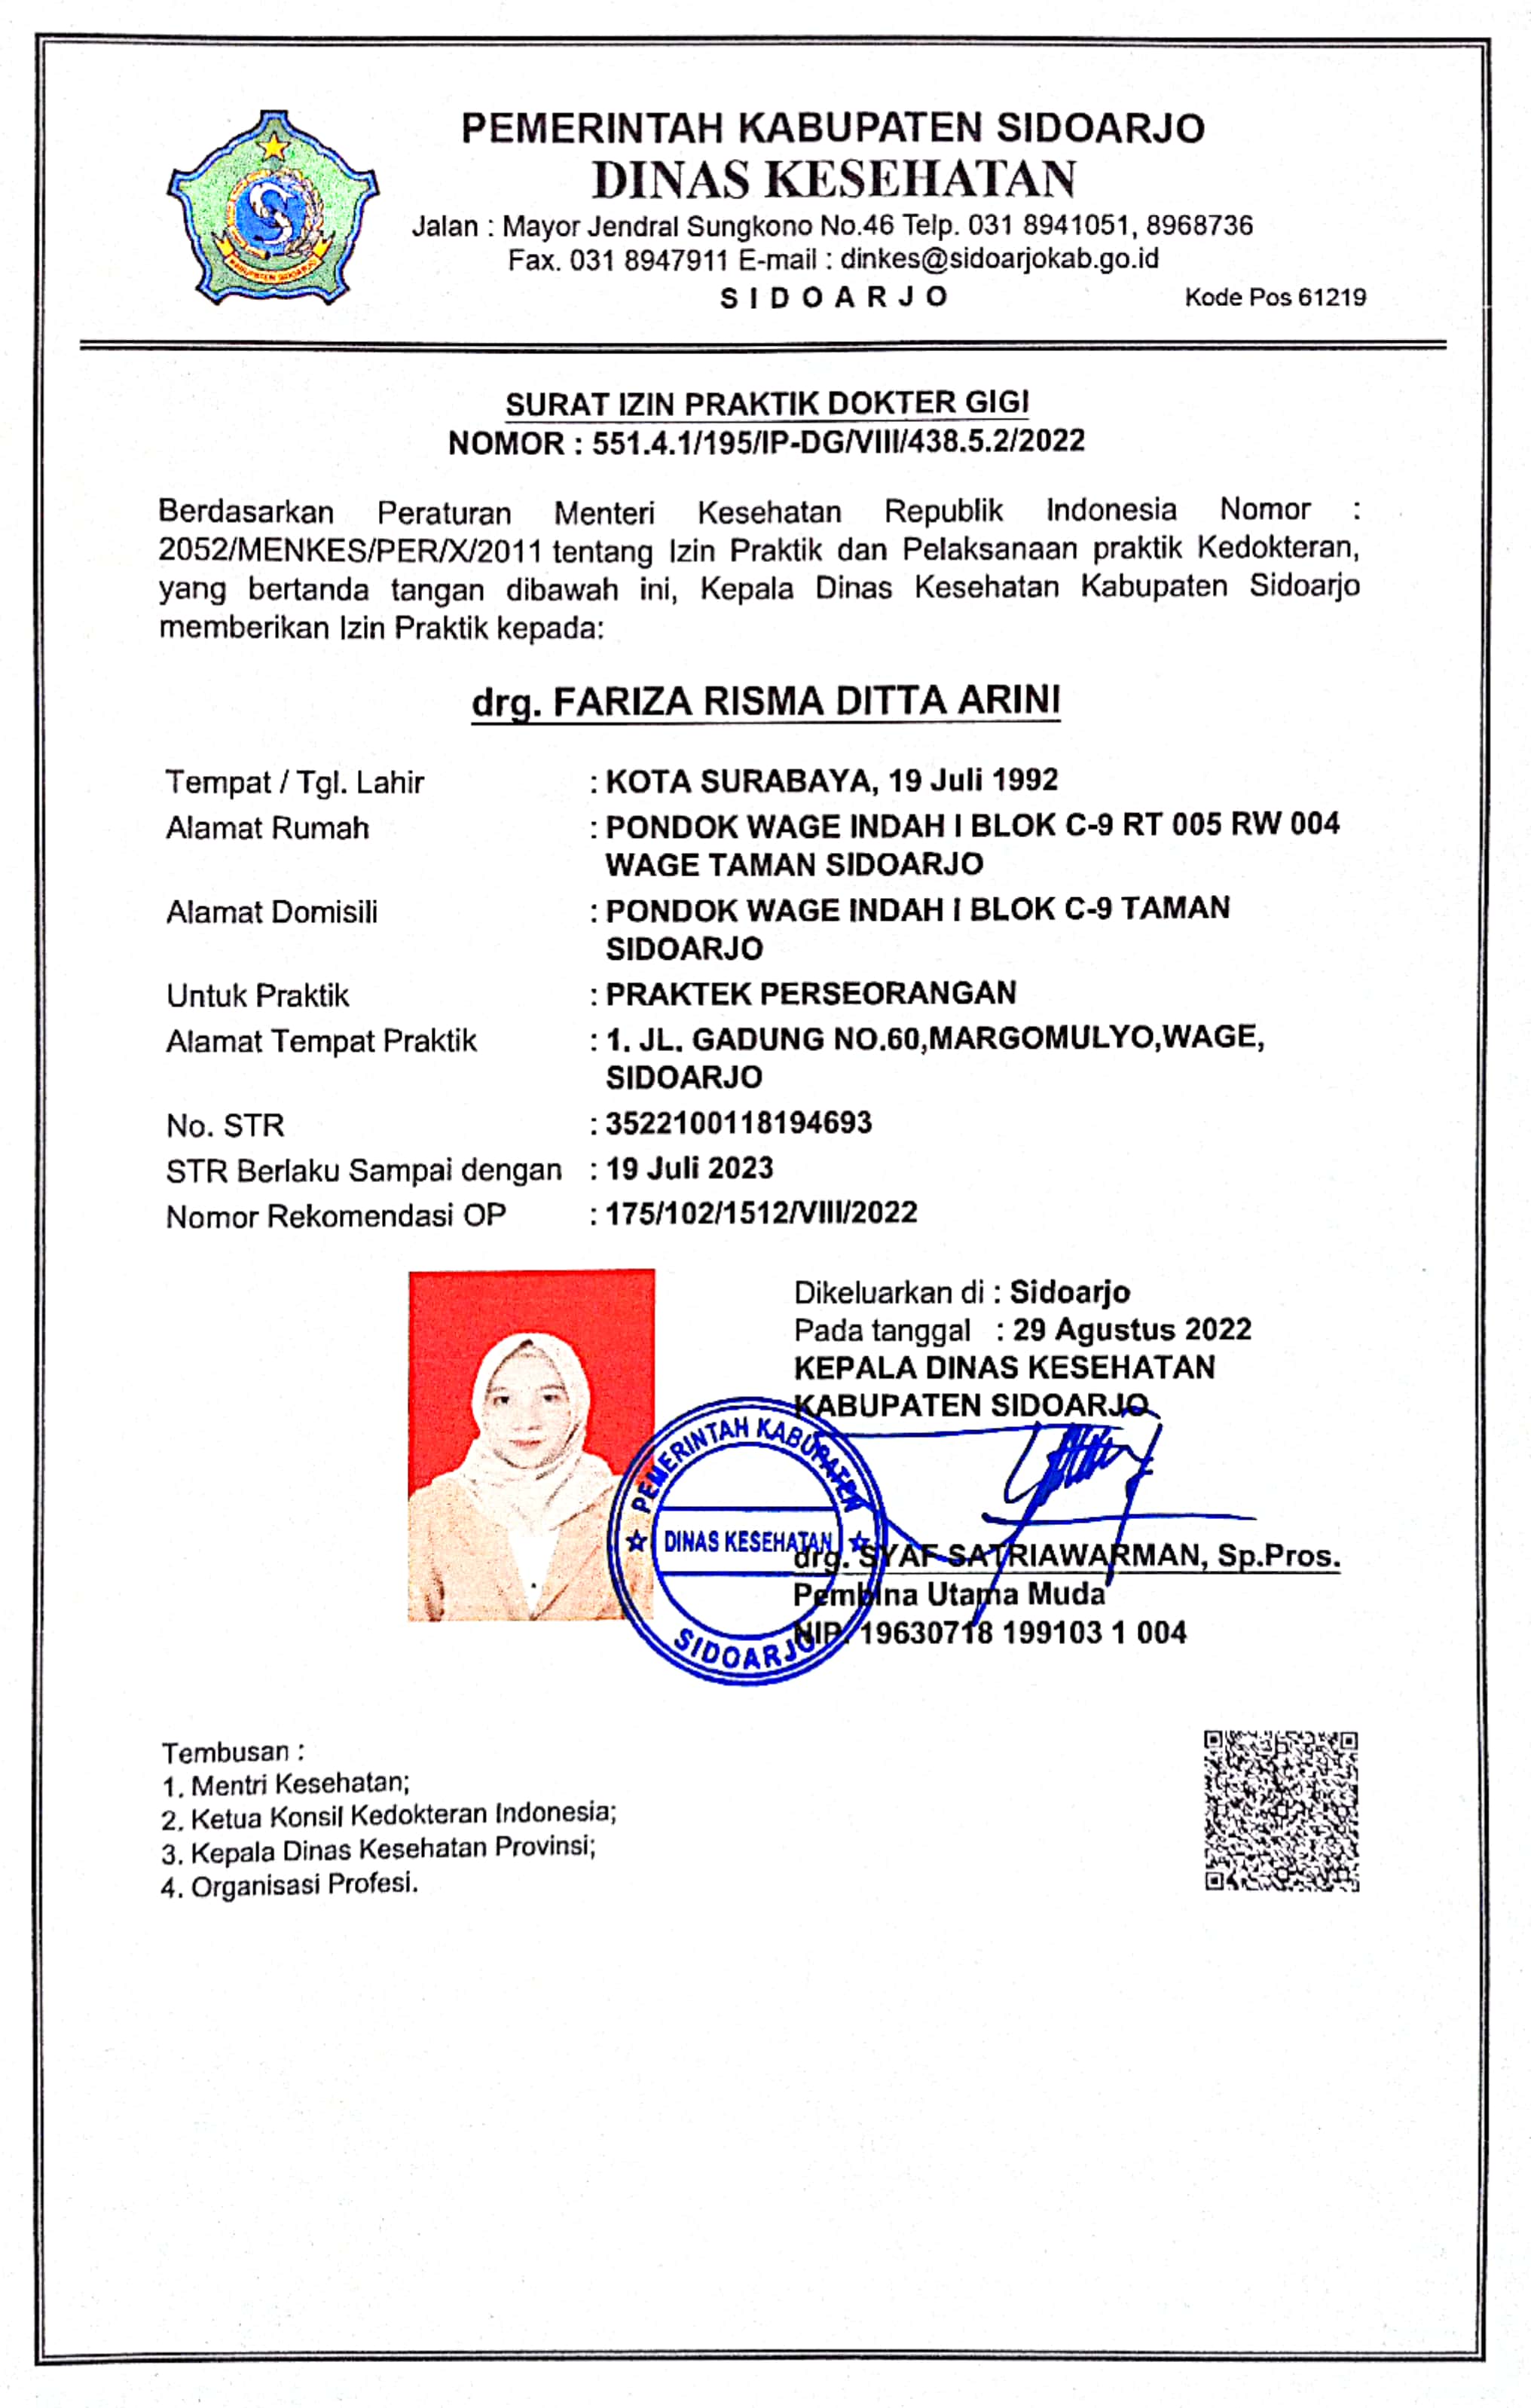 PEMERINTAH KABUPATEN SIDOARJO
DINAS KESEHATAN
Jalan : Mayor Jendral Sungkono No.46 Telp. 031 8941051, 8968736
Fax. 031 8947911 E-mail : dinkes@sidoarjokab.go.id
S I D O A R J O Kode Pos 61219
KABUPATEN SIDOARJO
SURAT IZIN PRAKTIK DOKTER GIGI
NOMOR : 551.4.1/195/IP-DG/VIII/438.5.2/2022
Berdasarkan Peraturan Menteri Kesehatan Republik Indonesia Nomor :
2052/MENKES/PER/X/2011 tentang Izin Praktik dan Pelaksanaan praktik Kedokteran,
yang bertanda tangan dibawah ini, Kepala Dinas Kesehatan Kabupaten Sidoarjo
memberikan Izin Praktik kepada:
drg. FARIZA RISMA DITTA ARINI
Tempat / Tgl. Lahir : KOTA SURABAYA, 19 Juli 1992
Alamat Rumah : PONDOK WAGE INDAH I BLOK C-9 RT 005 RW 004
WAGE TAMAN SIDOARJO
Alamat Domisili : PONDOK WAGE INDAH I BLOK C-9 TAMAN
SIDOARJO
Untuk Praktik : PRAKTEK PERSEORANGAN
Alamat Tempat Praktik : 1. JL. GADUNG NO.60,MARGOMULYO,WAGE,
SIDOARJO
No. STR : 3522100118194693
STR Berlaku Sampai dengan : 19 Juli 2023
Nomor Rekomendasi OP : 175/102/1512/VIII/2022
Dikeluarkan di : Sidoarjo
Pada tanggal : 29 Agustus 2022
KEPALA DINAS KESEHATAN
KABUPATEN SIDOARJO
PEMERINTAH KABUPATEN
DINAS KESEHATAN
SIDOARJO
drg. SYAF SATRIAWARMAN, Sp.Pros.
Pembina Utama Muda
NIP. 19630718 199103 1 004
Tembusan :
1. Mentri Kesehatan;
2. Ketua Konsil Kedokteran Indonesia;
3. Kepala Dinas Kesehatan Provinsi;
4. Organisasi Profesi.